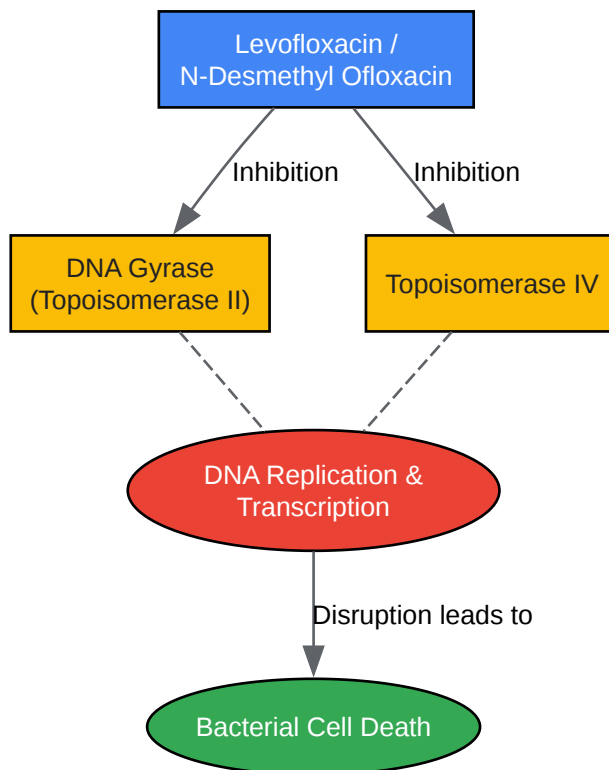 Levofloxacin /
N-Desmethyl Ofloxacin
Inhibition
Inhibition
DNA Gyrase
(Topoisomerase II)
Topoisomerase IV
DNA Replication &
Transcription
Disruption leads to
Bacterial Cell Death